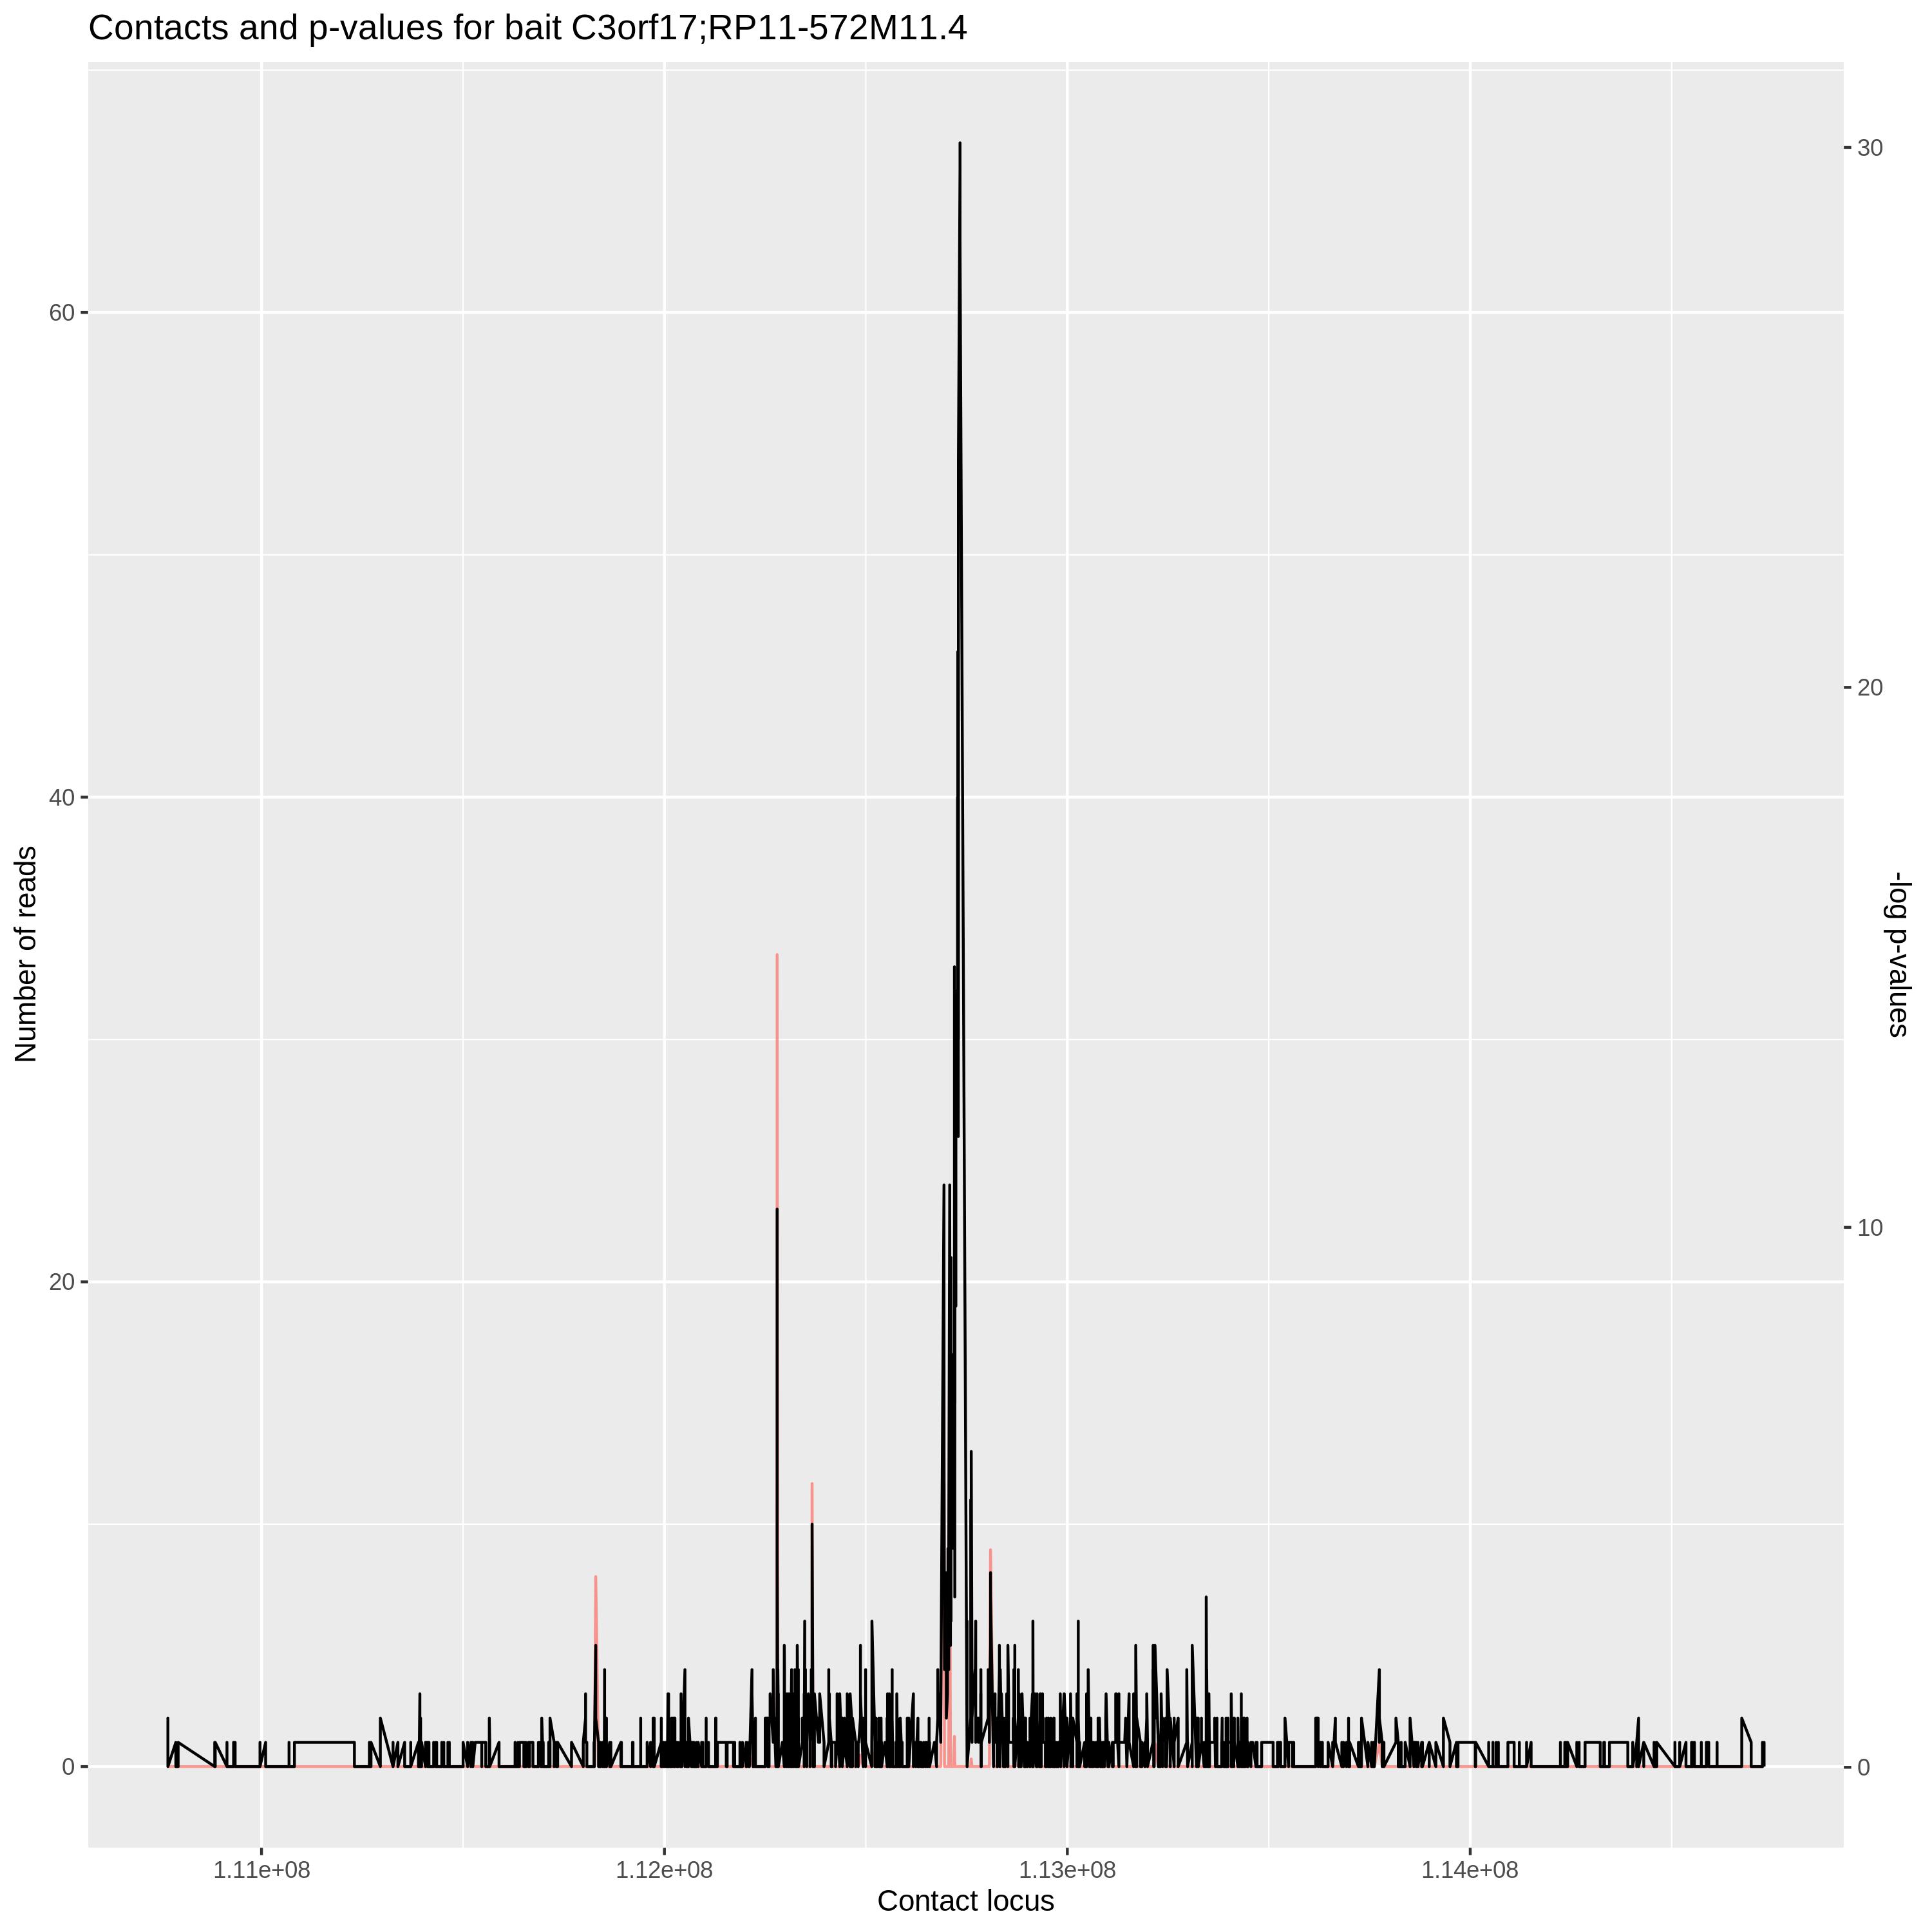 Contacts and p-values for bait C3orf17;RP11-572M11.4
60
40
20
0
30
20
10
0
Number of reads
-log p-values
1.11e+08
1.12e+08
1.13e+08
1.14e+08
Contact locus